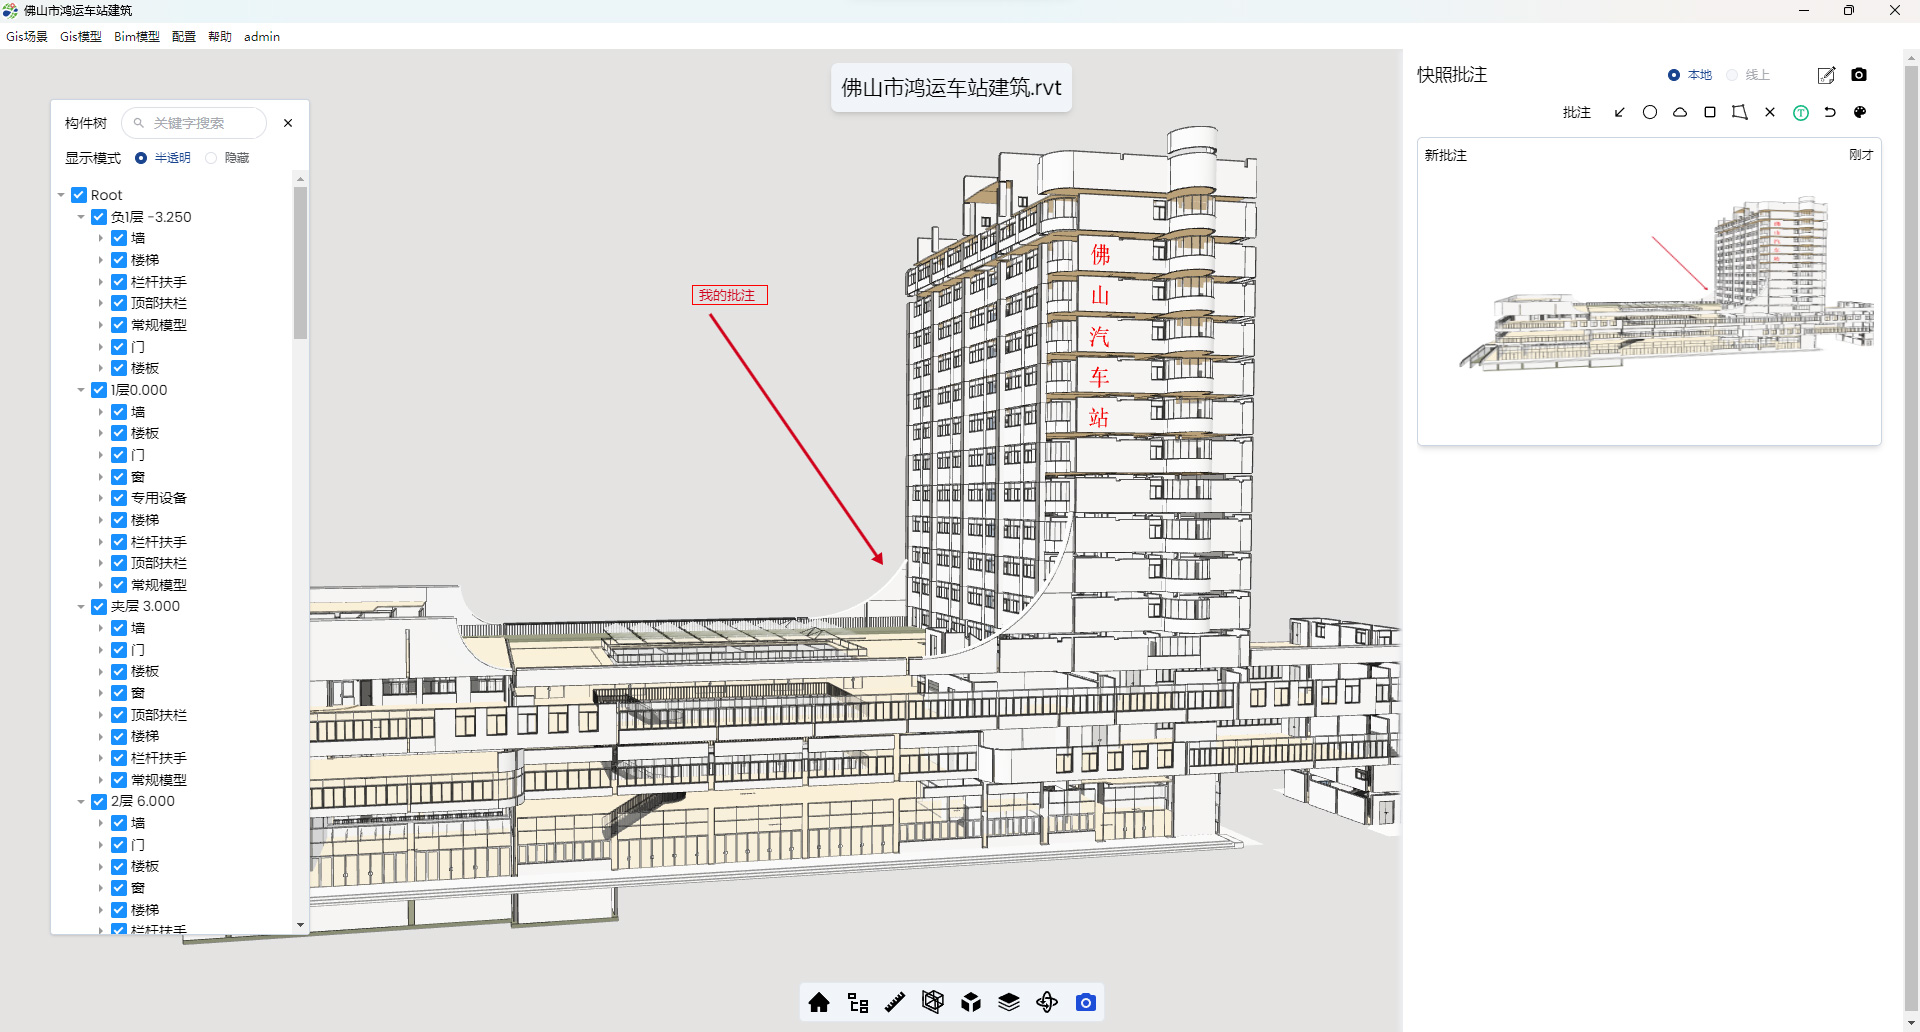 佛山市鸿运车站建筑
Gis场景 Gis模型 Bim模型 配置 帮助 admin
佛山市鸿运车站建筑.rvt
构件树 关键字搜索
显示模式 半透明 隐藏
Root
负1层 -3.250
墙
楼梯
栏杆扶手
顶部扶栏
常规模型
门
楼板
1层0.000
墙
楼板
门
窗
专用设备
楼梯
栏杆扶手
顶部扶栏
常规模型
夹层 3.000
墙
门
楼板
窗
顶部扶栏
楼梯
栏杆扶手
常规模型
2层 6.000
墙
门
楼板
窗
楼梯
栏杆扶手
我的批注
佛
山
汽
车
站
快照批注 本地 线上
批注
新批注 刚才